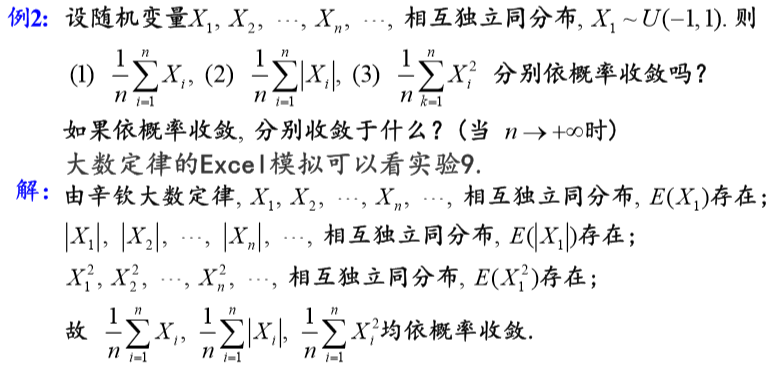 例2: 设随机变量X₁, X₂, ⋯, Xₙ, ⋯, 相互独立同分布, X₁ ~ U(−1,1). 则
(1) 1/n ∑_{i=1}^{n} Xᵢ, (2) 1/n ∑_{i=1}^{n} |Xᵢ|, (3) 1/n ∑_{k=1}^{n} Xᵢ² 分别依概率收敛吗？
如果依概率收敛, 分别收敛于什么？(当 n→+∞时)
大数定律的Excel模拟可以看实验9.
解: 由辛钦大数定律, X₁, X₂, ⋯, Xₙ, ⋯, 相互独立同分布, E(X₁)存在；
|X₁|, |X₂|, ⋯, |Xₙ|, ⋯, 相互独立同分布, E(|X₁|)存在；
X₁², X₂², ⋯, Xₙ², ⋯, 相互独立同分布, E(X₁²)存在；
故 1/n ∑_{i=1}^{n} Xᵢ, 1/n ∑_{i=1}^{n} |Xᵢ|, 1/n ∑_{i=1}^{n} Xᵢ²均依概率收敛.